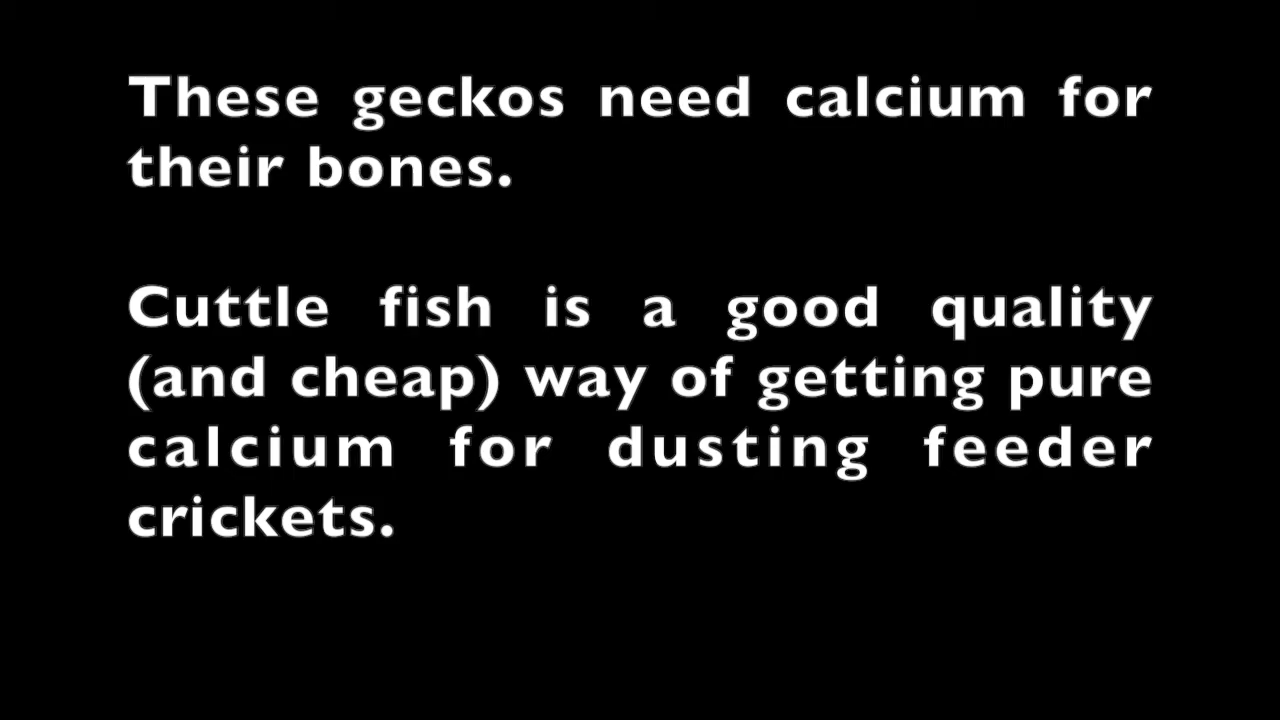 These geckos need calcium for
their bones.
Cuttle fish is a good quality
(and cheap) way of getting pure
calcium for dusting feeder
crickets.